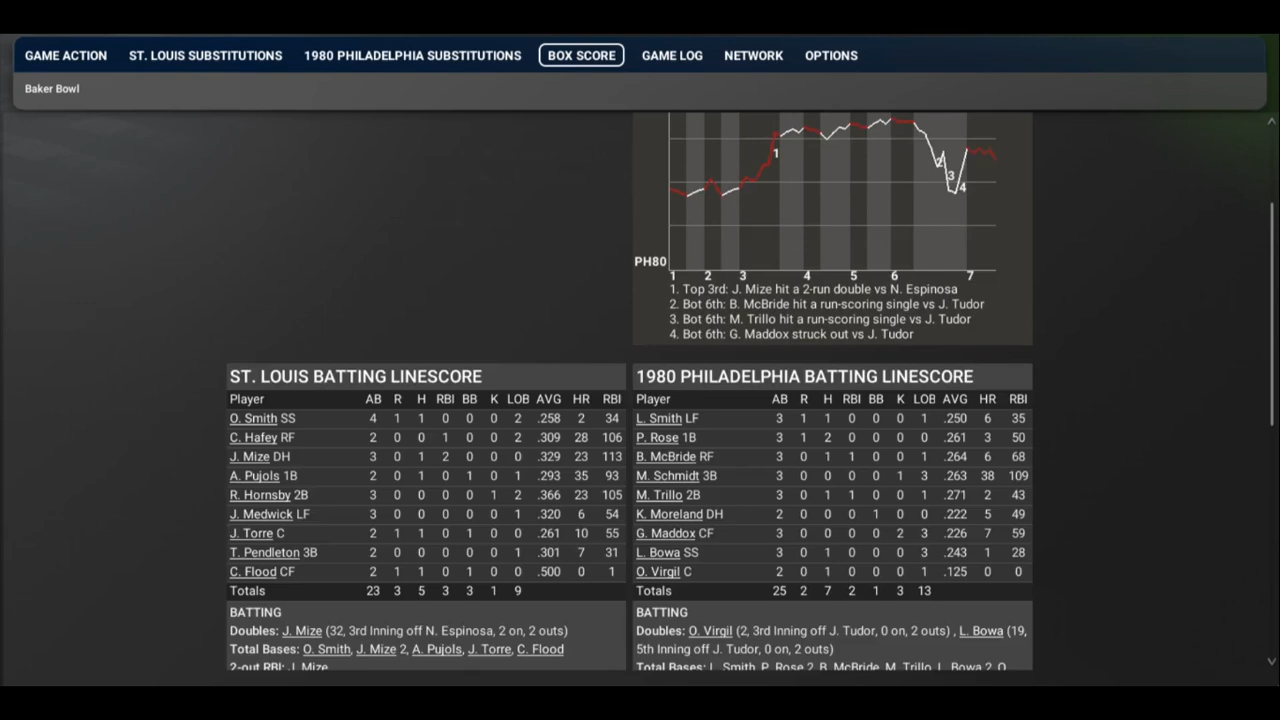 GAME ACTION ST. LOUIS SUBSTITUTIONS 1980 PHILADELPHIA SUBSTITUTIONS BOX SCORE GAME LOG NETWORK OPTIONS
Baker Bowl
1
2
3
4
PH80
1 2 3 4 5 6 7
1. Top 3rd: J. Mize hit a 2-run double vs N. Espinosa
2. Bot 6th: B. McBride hit a run-scoring single vs J. Tudor
3. Bot 6th: M. Trillo hit a run-scoring single vs J. Tudor
4. Bot 6th: G. Maddox struck out vs J. Tudor
ST. LOUIS BATTING LINESCORE
Player AB R H RBI BB K LOB AVG HR RBI
O. Smith SS 4 1 1 0 0 0 2 .258 2 34
C. Hafey RF 2 0 0 1 0 0 2 .309 28 106
J. Mize DH 3 0 1 2 0 0 0 .329 23 113
A. Pujols 1B 2 0 1 0 1 0 1 .293 35 93
R. Hornsby 2B 3 0 0 0 0 1 2 .366 23 105
J. Medwick LF 3 0 0 0 0 0 1 .320 6 54
J. Torre C 2 1 1 0 1 0 0 .261 10 55
T. Pendleton 3B 2 0 0 0 0 0 1 .301 7 31
C. Flood CF 2 1 1 0 1 0 0 .500 0 1
Totals 23 3 5 3 3 1 9
BATTING
Doubles: J. Mize (32, 3rd Inning off N. Espinosa, 2 on, 2 outs)
Total Bases: O. Smith, J. Mize 2, A. Pujols, J. Torre, C. Flood
2-out RBI: J. Mize
1980 PHILADELPHIA BATTING LINESCORE
Player AB R H RBI BB K LOB AVG HR RBI
L. Smith LF 3 1 1 0 0 0 1 .250 6 35
P. Rose 1B 3 1 2 0 0 0 0 .261 3 50
B. McBride RF 3 0 1 1 0 0 1 .264 6 68
M. Schmidt 3B 3 0 0 0 0 1 3 .263 38 109
M. Trillo 2B 3 0 1 1 0 0 1 .271 2 43
K. Moreland DH 2 0 0 0 1 0 0 .222 5 49
G. Maddox CF 3 0 0 0 0 2 3 .226 7 59
L. Bowa SS 3 0 1 0 0 0 3 .243 1 28
O. Virgil C 2 0 1 0 0 0 1 .125 0 0
Totals 25 2 7 2 1 3 13
BATTING
Doubles: O. Virgil (2, 3rd Inning off J. Tudor, 0 on, 2 outs) , L. Bowa (19,
5th Inning off J. Tudor, 0 on, 2 outs)
Total Bases: L. Smith, P. Rose 2, B. McBride, M. Trillo, L. Bowa 2, O.